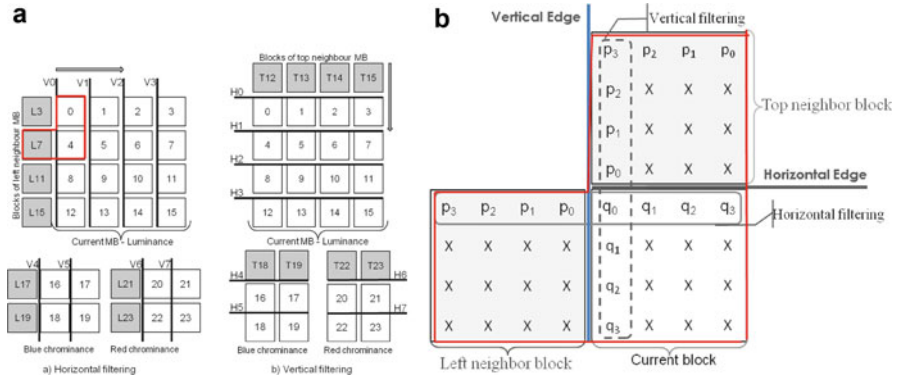 a
Blocks of left neighbour MB
V0 V1 V2 V3
L3 0 1 2 3
L7 4 5 6 7
L11 8 9 10 11
L15 12 13 14 15
Current MB - Luminance
V4 V5 V6 V7
L17 16 17 L21 20 21
L19 18 19 L23 22 23
Blue chrominance Red chrominance
a) Horizontal filtering
Blocks of top neighbour MB
T12 T13 T14 T15
H0
0 1 2 3
H1
4 5 6 7
H2
8 9 10 11
H3
12 13 14 15
Current MB - Luminance
T18 T19 T22 T23
H4 H6
16 17 20 21
H5 H7
18 19 22 23
Blue chrominance Red chrominance
b) Vertical filtering
b
Vertical Edge
Vertical filtering
p3 p2 p1 p0
p2 X X X
p1 X X X
p0 X X X
Top neighbor block
Horizontal Edge
p3 p2 p1 p0 q0 q1 q2 q3
Horizontal filtering
X X X X q1 X X X
X X X X q2 X X X
X X X X q3 X X X
Left neighbor block Current block